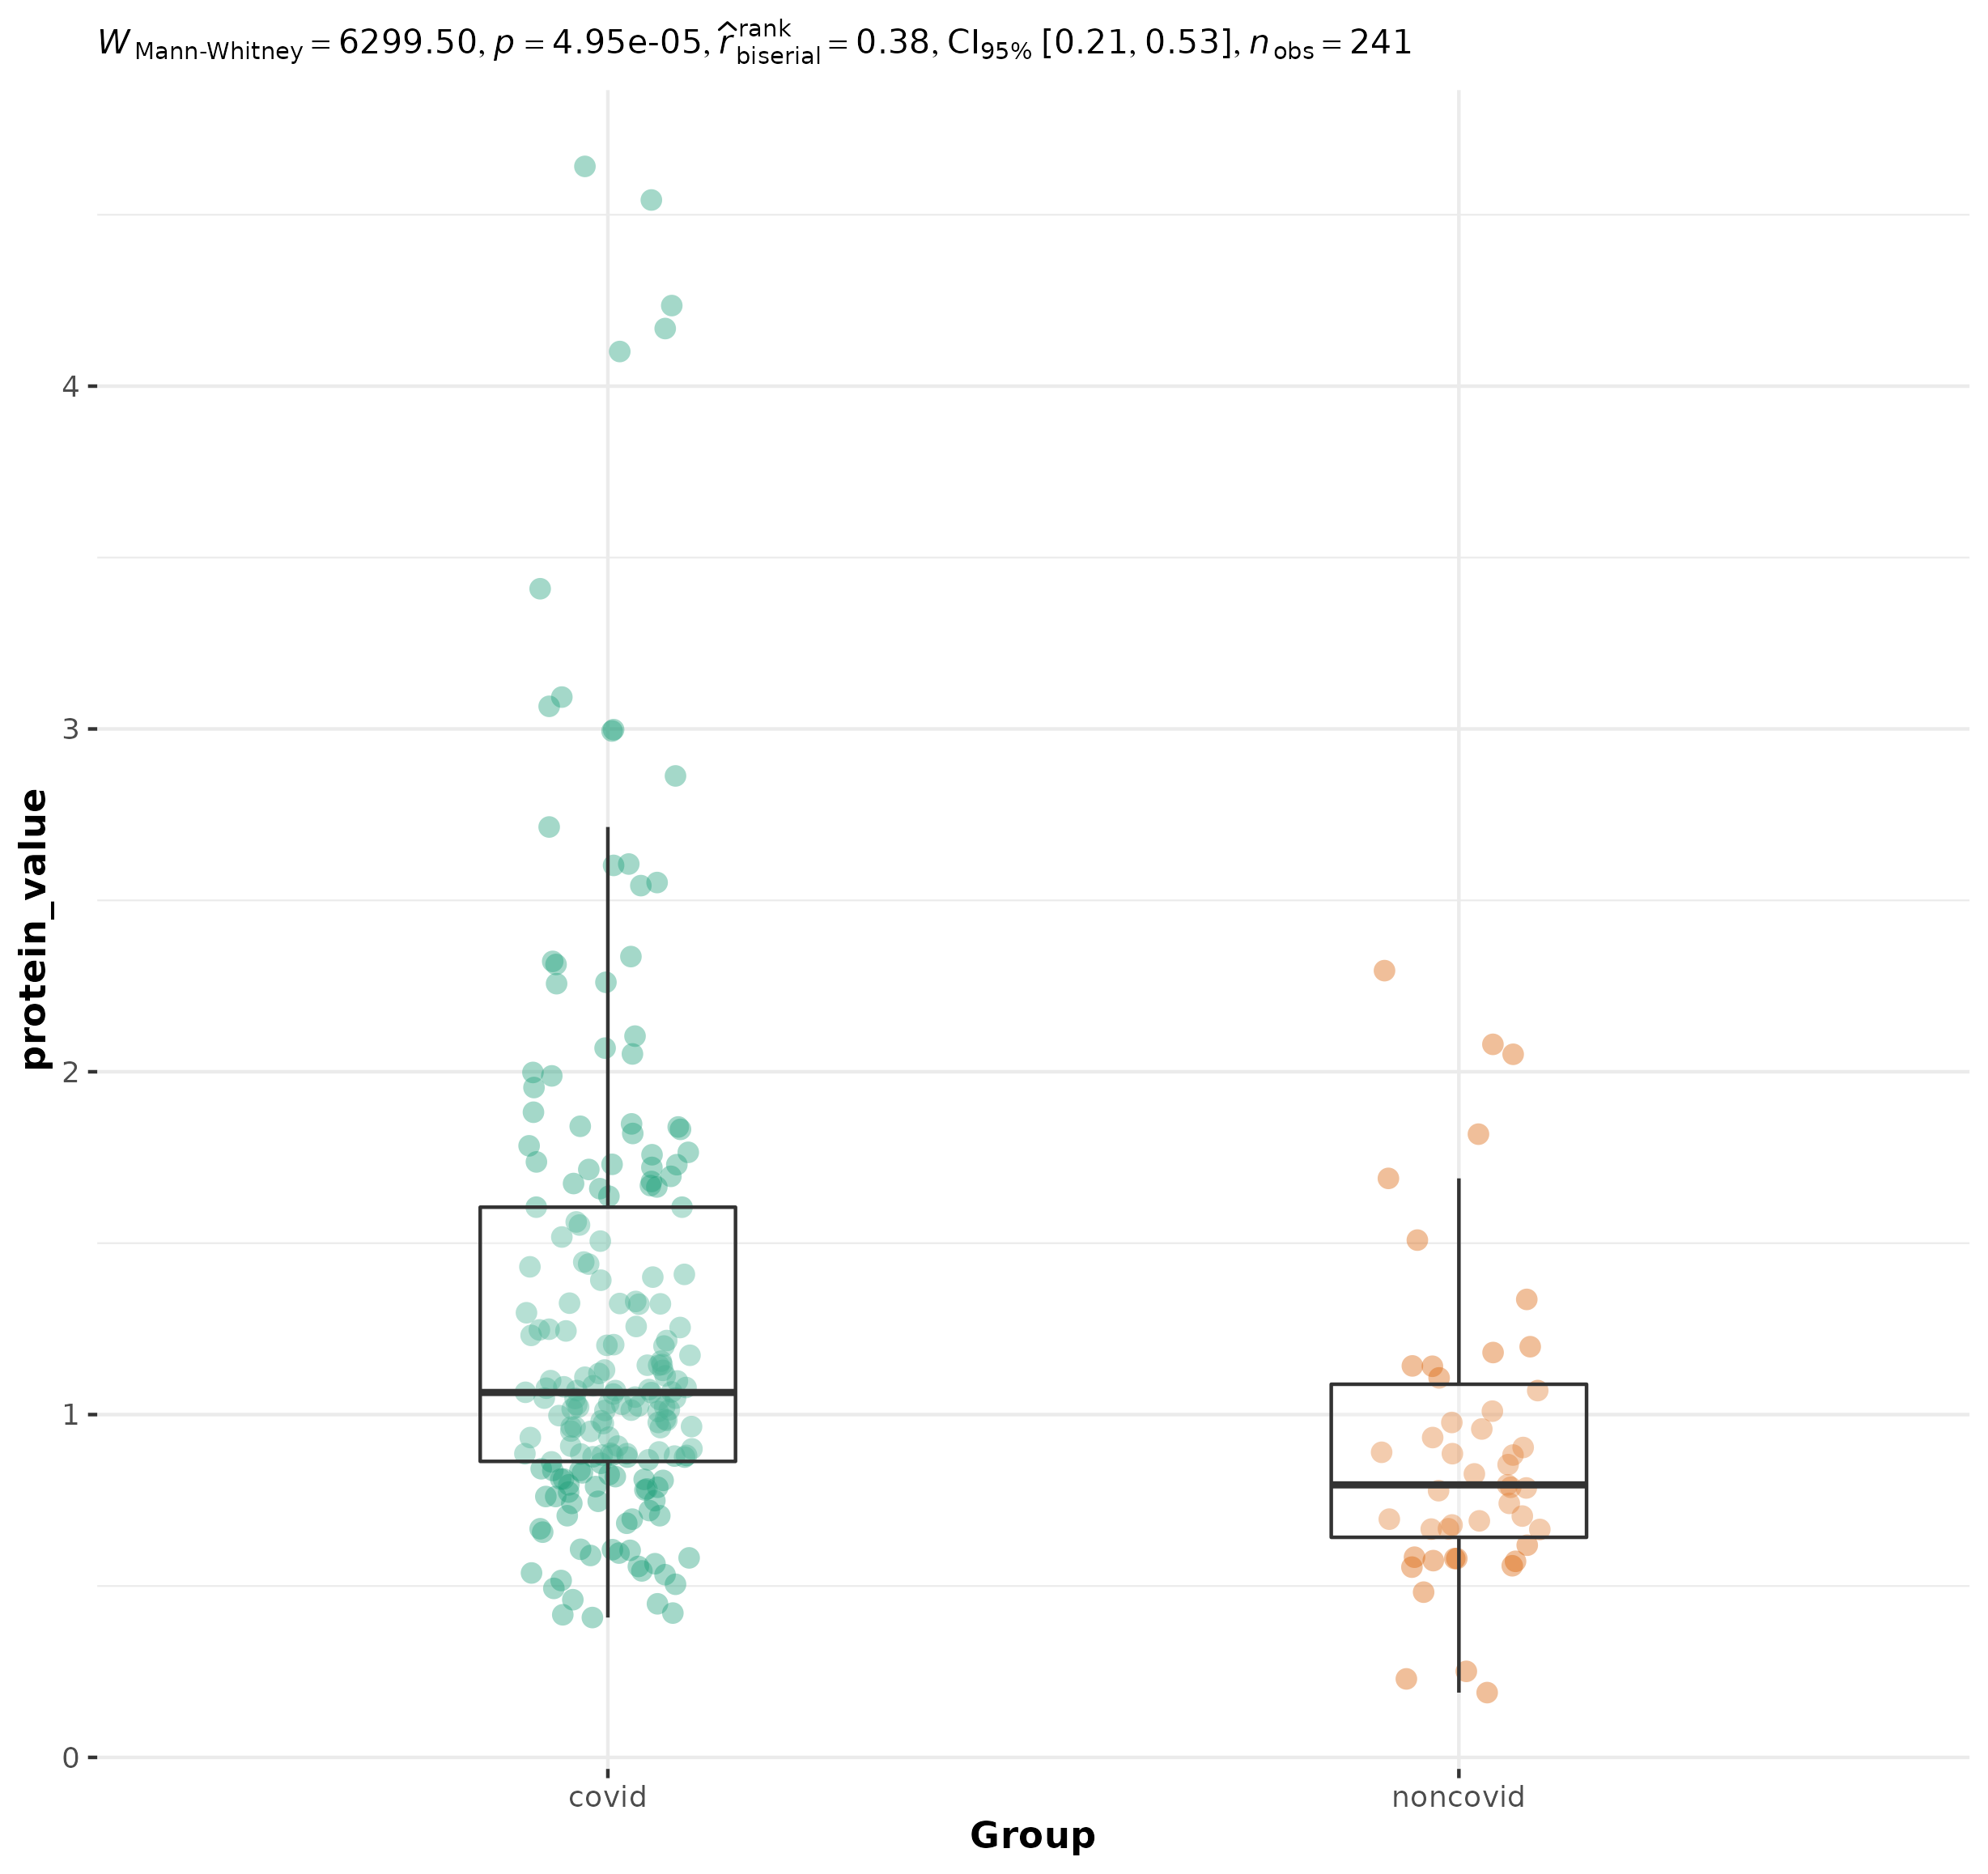 W Mann-Whitney = 6299.50, p = 4.95e-05, r̂ rank biserial = 0.38, CI95% [0.21, 0.53], n obs = 241
4
3
2
1
0
protein_value
covid noncovid
Group